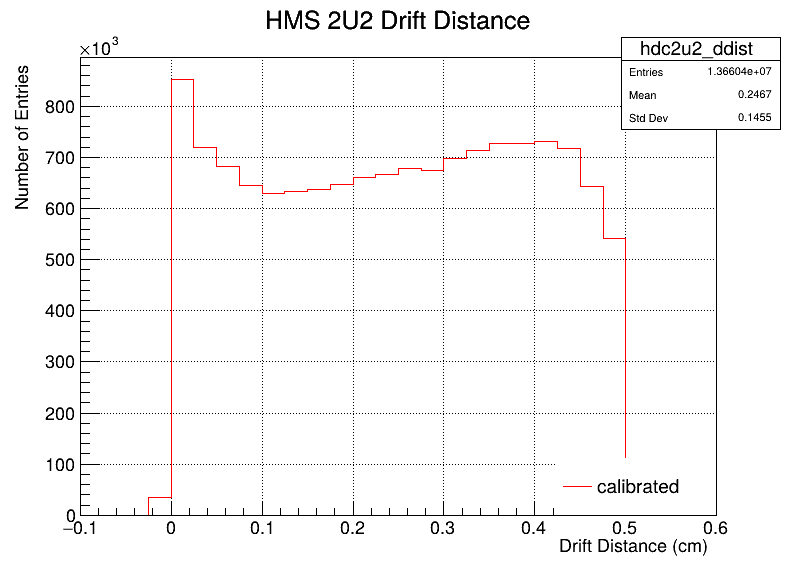 HMS 2U2 Drift Distance
×10³
hdc2u2_ddist
Entries 1.36604e+07
Mean 0.2467
Std Dev 0.1455
Number of Entries
800
700
600
500
400
300
200
100
0
−0.1 0 0.1 0.2 0.3 0.4 0.5 0.6
Drift Distance (cm)
calibrated